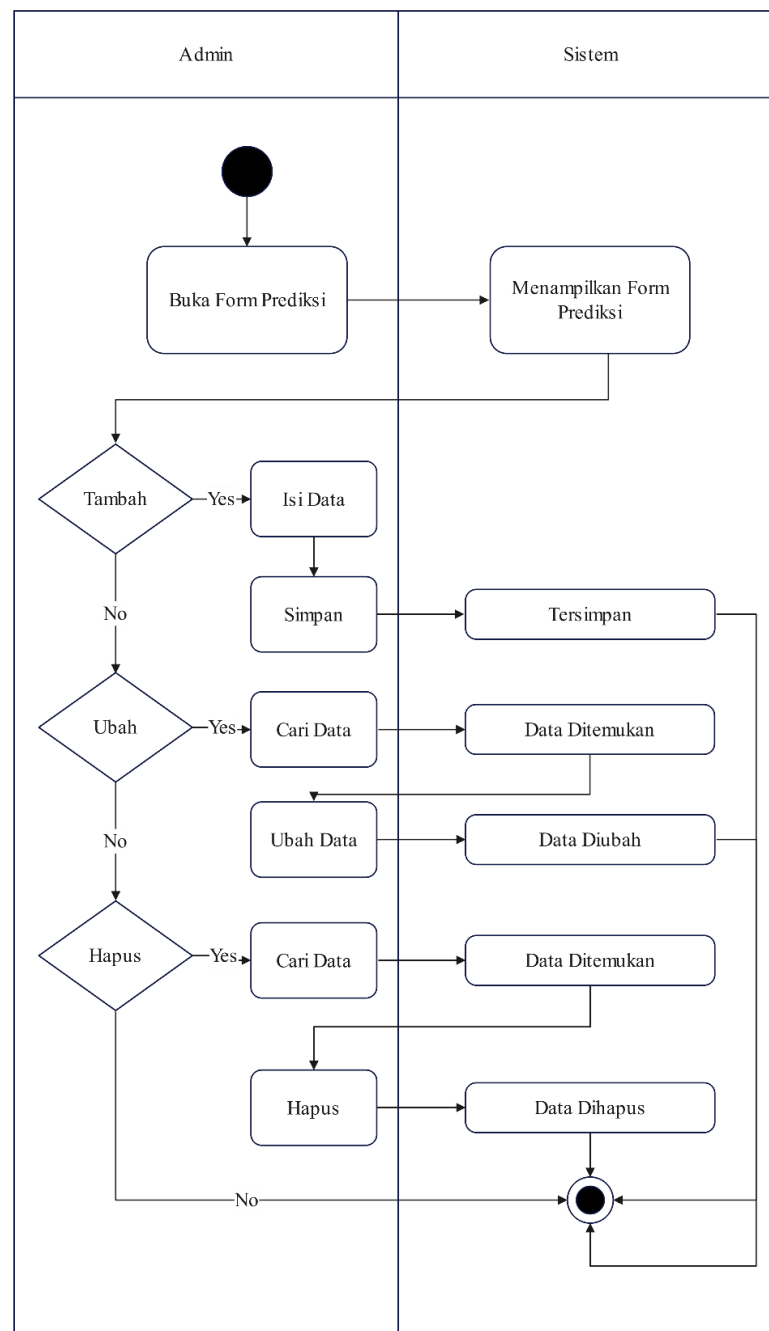 Admin
Sistem
Buka Form Prediksi
Menampilkan Form
Prediksi
Tambah
Yes
Isi Data
No
Simpan
Tersimpan
Ubah
Yes
Cari Data
Data Ditemukan
No
Ubah Data
Data Diubah
Hapus
Yes
Cari Data
Data Ditemukan
Hapus
Data Dihapus
No